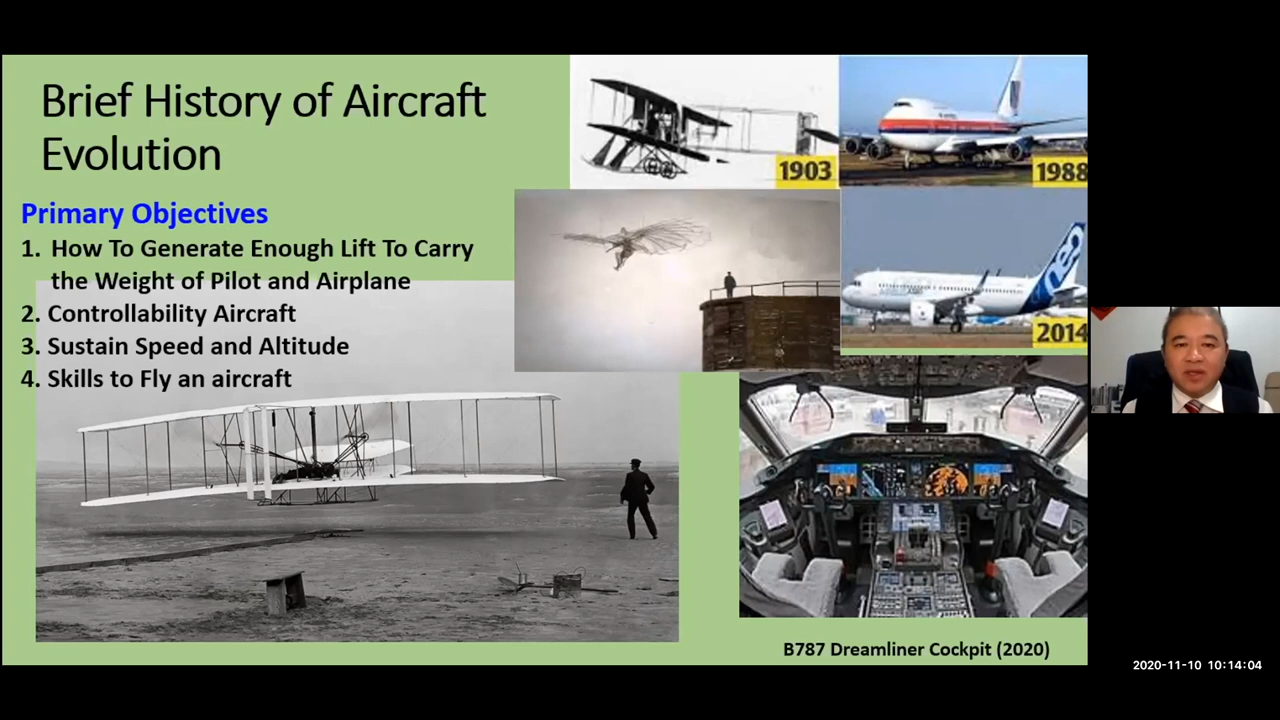 Brief History of Aircraft
Evolution
Primary Objectives
1. How To Generate Enough Lift To Carry
the Weight of Pilot and Airplane
2. Controllability Aircraft
3. Sustain Speed and Altitude
4. Skills to Fly an aircraft
1903
1988
neo
2014
B787 Dreamliner Cockpit (2020)
2020-11-10 10:14:04